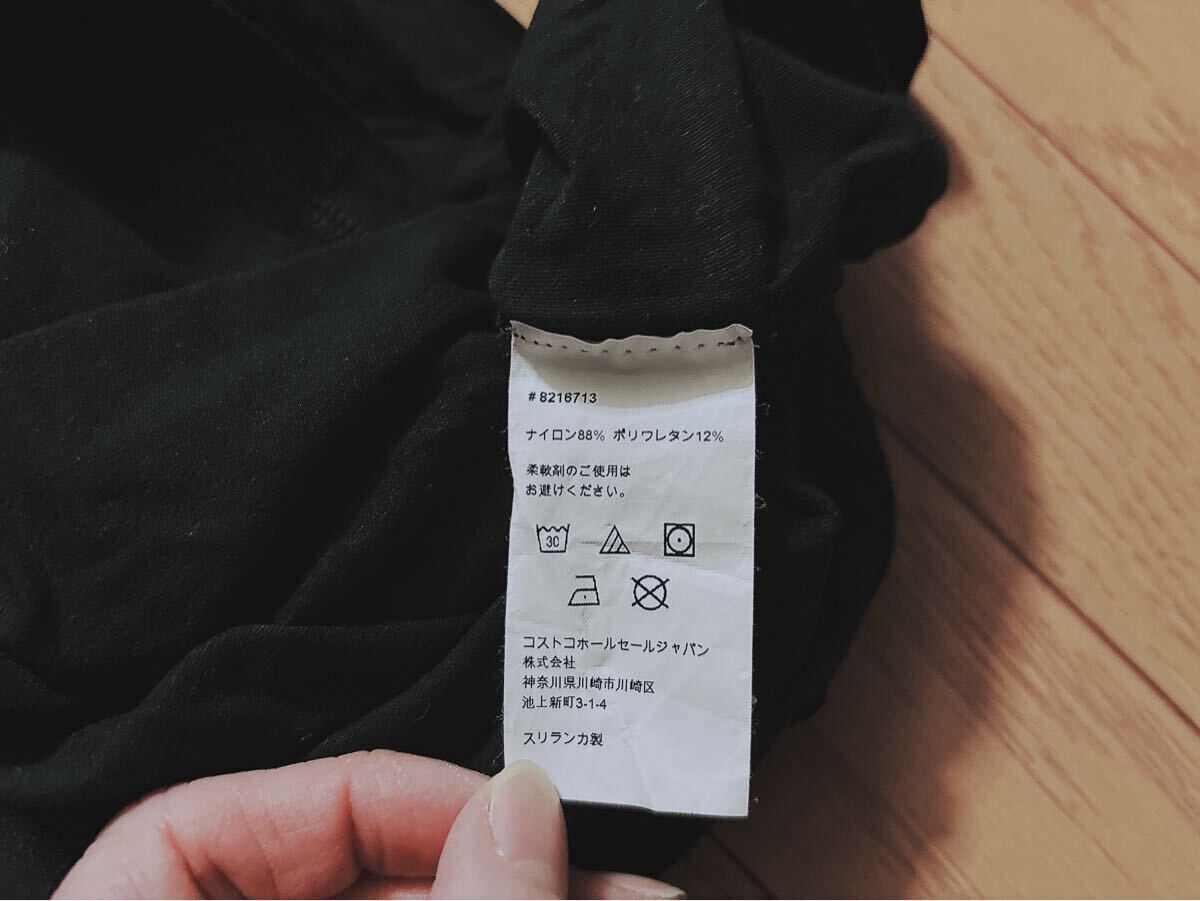 #8216713
ナイロン88% ポリウレタン12%
柔軟剤のご使用は
お避けください。
30
コストコホールセールジャパン
株式会社
神奈川県川崎市川崎区
池上新町3-1-4
スリランカ製